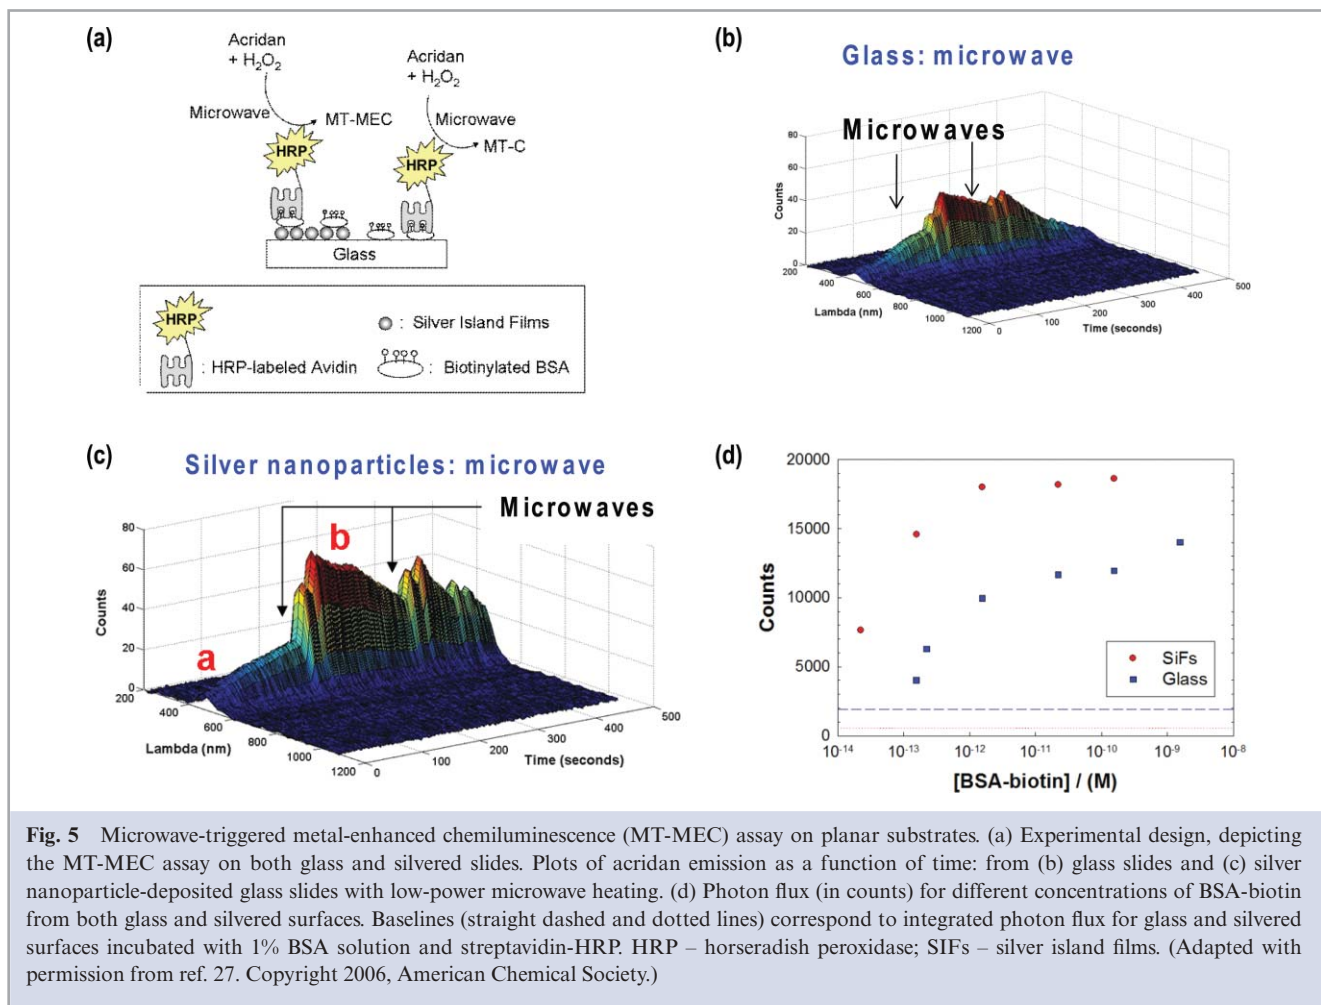 (a)
Acridan
+ H₂O₂
Acridan
+ H₂O₂
Microwave
MT-MEC
Microwave
MT-C
HRP
HRP
Glass
HRP
: Silver Island Films
: HRP-labeled Avidin
: Biotinylated BSA
(b)
Glass: microwave
Microwaves
80
60
40
20
0
Counts
200
400
600
800
1000
1200
Lambda (nm)
0
100
200
300
400
500
Time (seconds)
(c)
Silver nanoparticles: microwave
Microwaves
b
a
80
60
40
20
0
Counts
200
400
600
800
1000
1200
Lambda (nm)
0
100
200
300
400
500
Time (seconds)
(d)
20000
15000
10000
5000
0
Counts
SiFs
Glass
10⁻¹⁴ 10⁻¹³ 10⁻¹² 10⁻¹¹ 10⁻¹⁰ 10⁻⁹ 10⁻⁸
[BSA-biotin] / (M)
Fig. 5 Microwave-triggered metal-enhanced chemiluminescence (MT-MEC) assay on planar substrates. (a) Experimental design, depicting
the MT-MEC assay on both glass and silvered slides. Plots of acridan emission as a function of time: from (b) glass slides and (c) silver
nanoparticle-deposited glass slides with low-power microwave heating. (d) Photon flux (in counts) for different concentrations of BSA-biotin
from both glass and silvered surfaces. Baselines (straight dashed and dotted lines) correspond to integrated photon flux for glass and silvered
surfaces incubated with 1% BSA solution and streptavidin-HRP. HRP – horseradish peroxidase; SIFs – silver island films. (Adapted with
permission from ref. 27. Copyright 2006, American Chemical Society.)